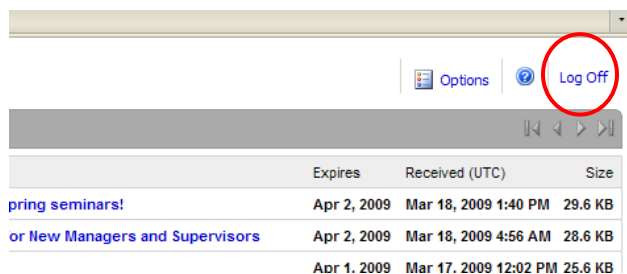 Options Log Off
Expires Received (UTC) Size
pring seminars! Apr 2, 2009 Mar 18, 2009 1:40 PM 29.6 KB
or New Managers and Supervisors Apr 2, 2009 Mar 18, 2009 4:56 AM 28.6 KB
Apr 1, 2009 Mar 17, 2009 12:02 PM 25.6 KB